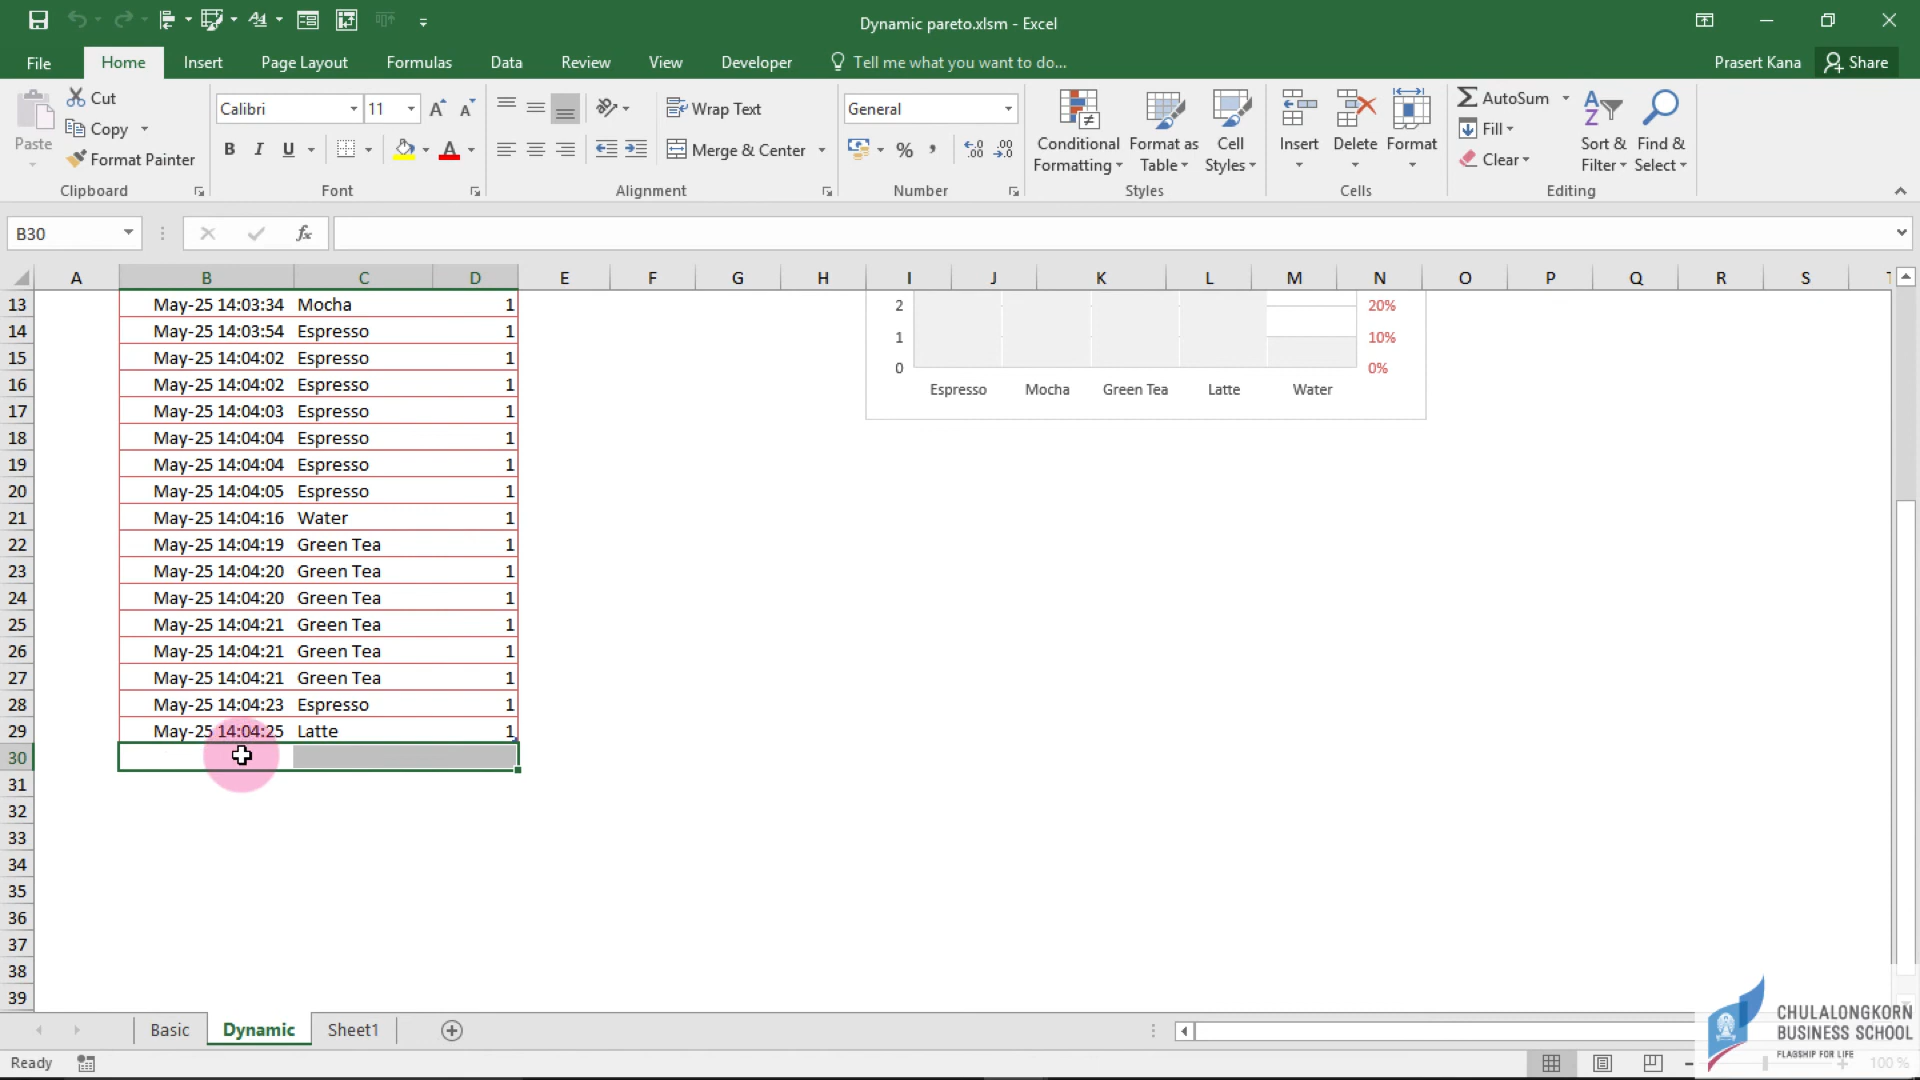 Dynamic pareto.xlsm - Excel
File Home Insert Page Layout Formulas Data Review View Developer Tell me what you want to do... Prasert Kana Share
Cut
Copy
Format Painter
Paste
Clipboard
Calibri 11
B I U
Font
Wrap Text
Merge & Center
Alignment
General
% ,
Number
Conditional Formatting
Format as Table
Cell Styles
Styles
Insert Delete Format
Cells
AutoSum
Fill
Clear
Sort & Filter
Find & Select
Editing
B30 fx
A B C D E F G H I J K L M N O P Q R S
13 May-25 14:03:34 Mocha 1
14 May-25 14:03:54 Espresso 1
15 May-25 14:04:02 Espresso 1
16 May-25 14:04:02 Espresso 1
17 May-25 14:04:03 Espresso 1
18 May-25 14:04:04 Espresso 1
19 May-25 14:04:04 Espresso 1
20 May-25 14:04:05 Espresso 1
21 May-25 14:04:16 Water 1
22 May-25 14:04:19 Green Tea 1
23 May-25 14:04:20 Green Tea 1
24 May-25 14:04:20 Green Tea 1
25 May-25 14:04:21 Green Tea 1
26 May-25 14:04:21 Green Tea 1
27 May-25 14:04:21 Green Tea 1
28 May-25 14:04:23 Espresso 1
29 May-25 14:04:25 Latte 1
30
31
32
33
34
35
36
37
38
39
2 20%
1 10%
0 0%
Espresso Mocha Green Tea Latte Water
Basic Dynamic Sheet1
Ready
100 %
CHULALONGKORN
BUSINESS SCHOOL
FLAGSHIP FOR LIFE